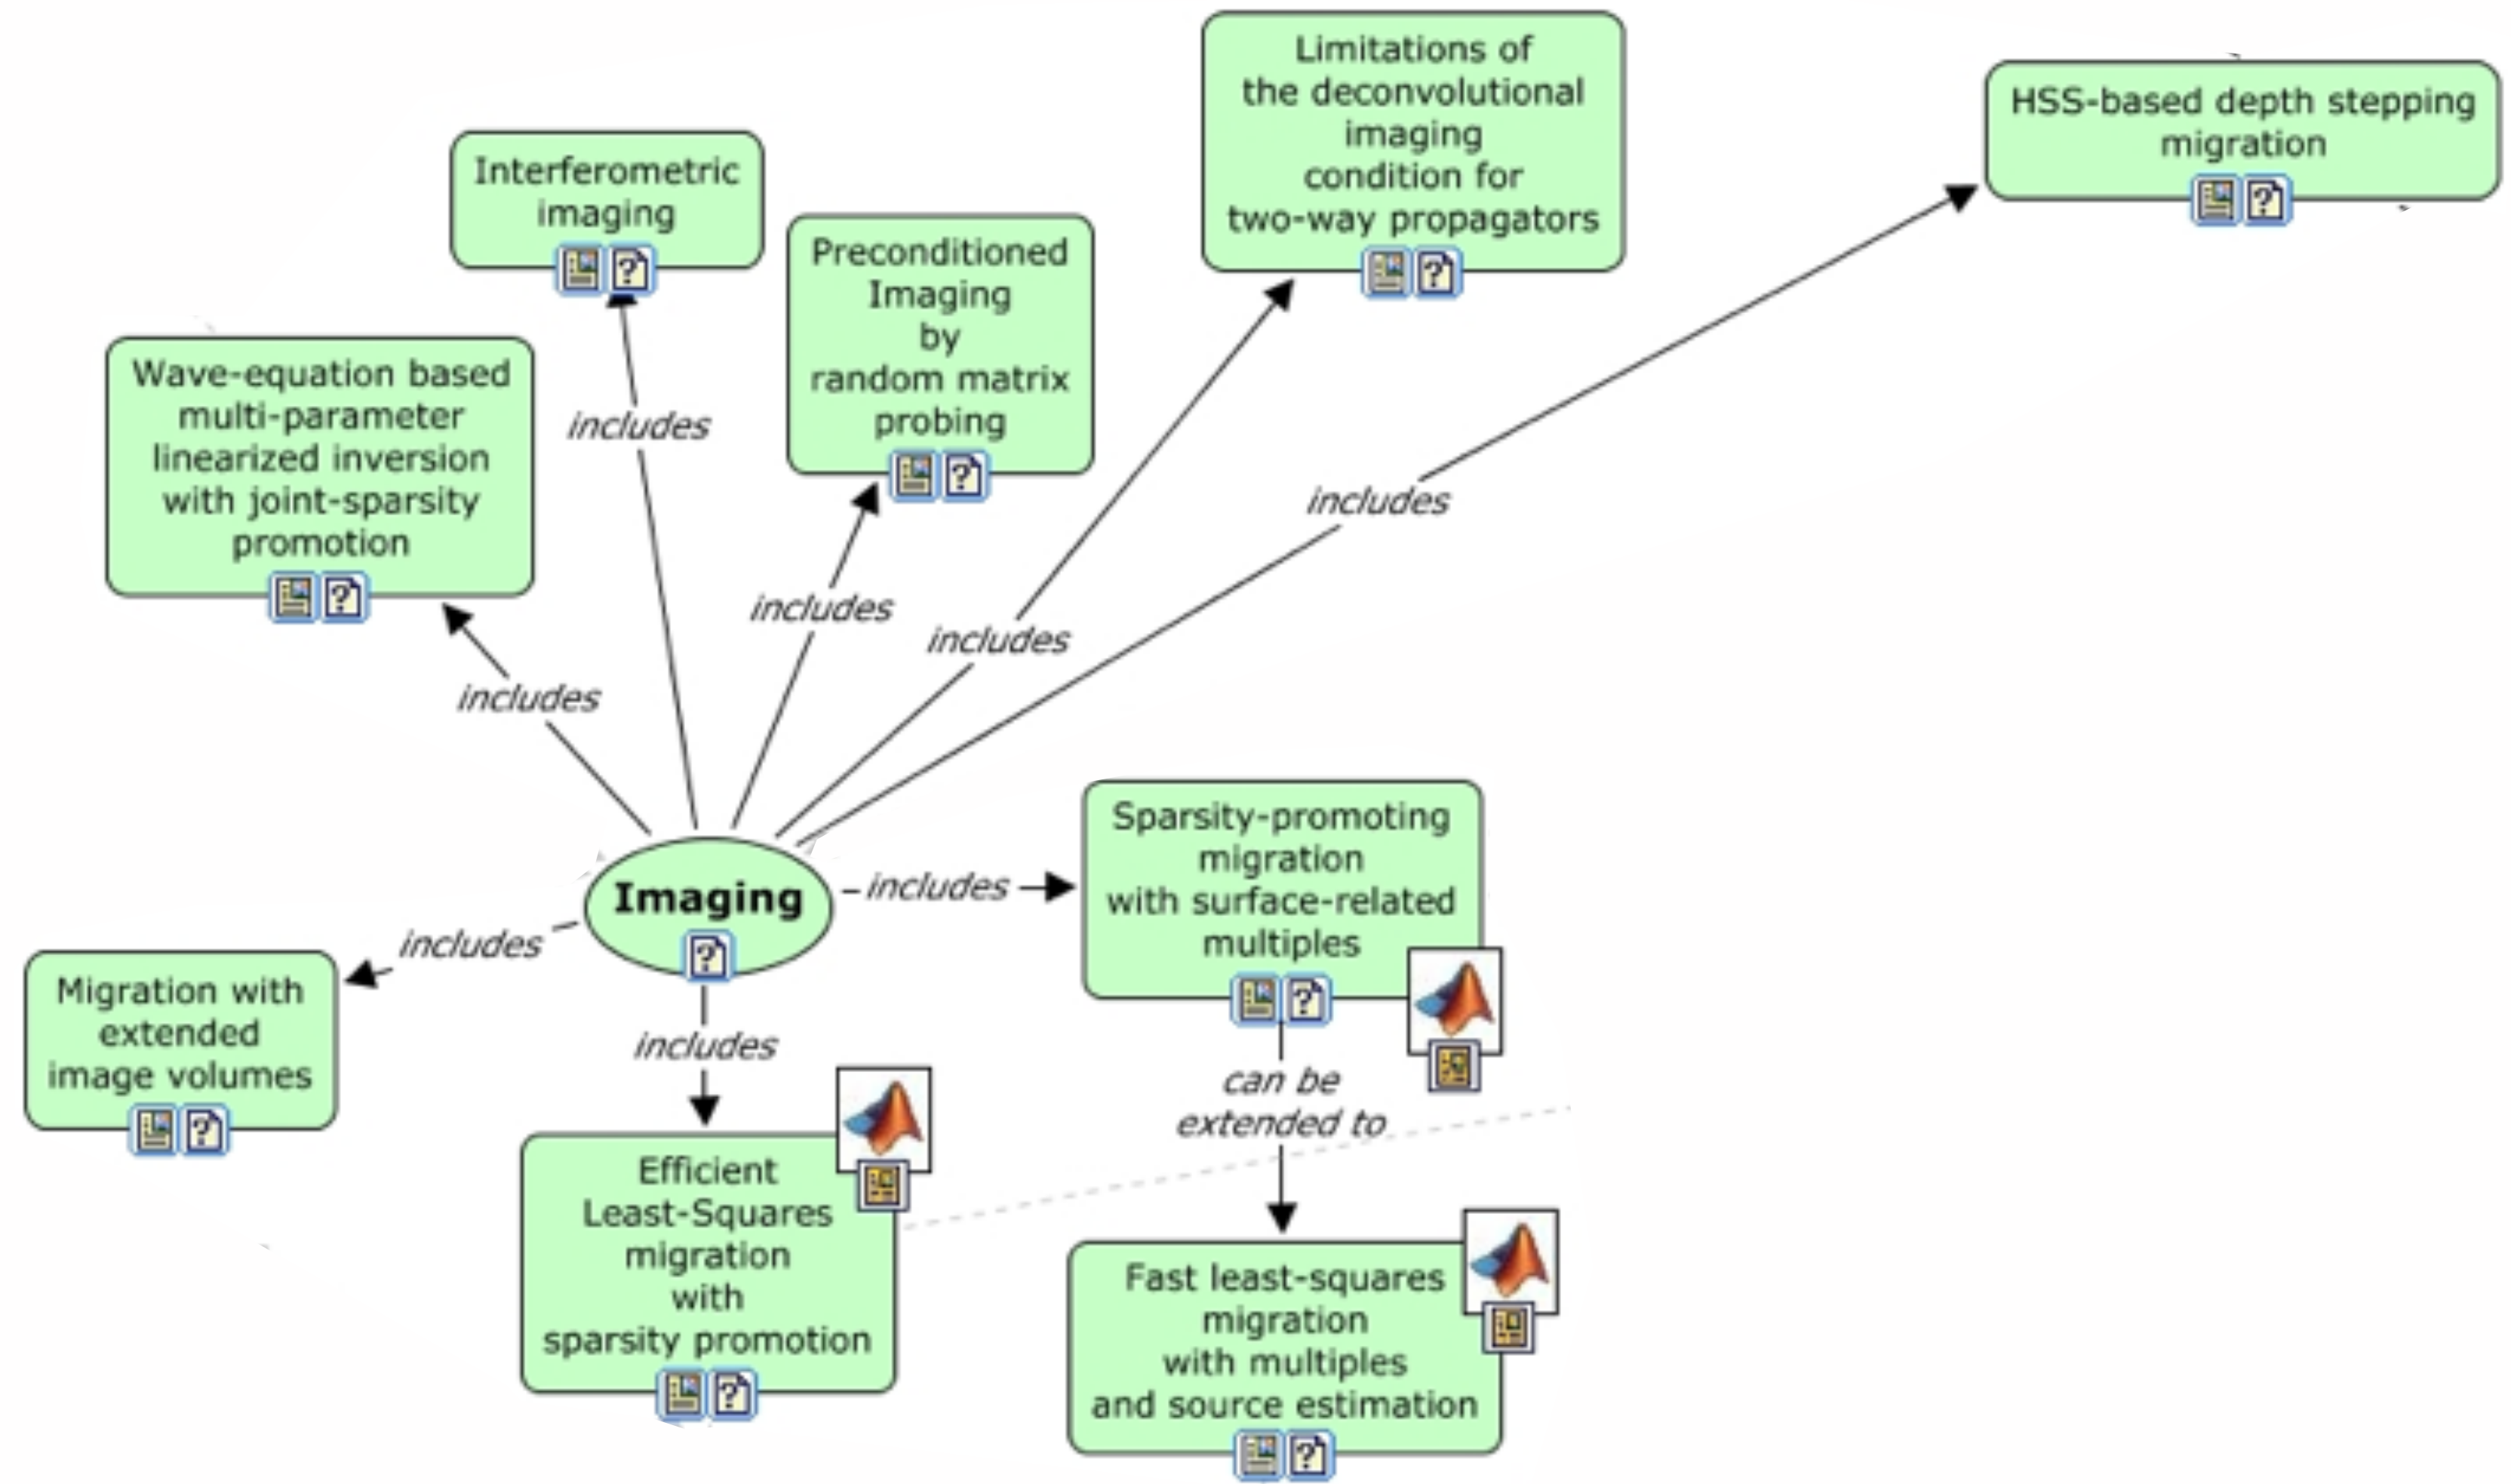 Limitations of
the deconvolutional
imaging
condition for
two-way propagators
HSS-based depth stepping
migration
Interferometric
imaging
Preconditioned
Imaging
by
random matrix
probing
Wave-equation based
multi-parameter
linearized inversion
with joint-sparsity
promotion
includes
includes
includes
includes
includes
Imaging
includes
Sparsity-promoting
migration
with surface-related
multiples
includes
Migration with
extended
image volumes
includes
can be
extended to
Efficient
Least-Squares
migration
with
sparsity promotion
Fast least-squares
migration
with multiples
and source estimation